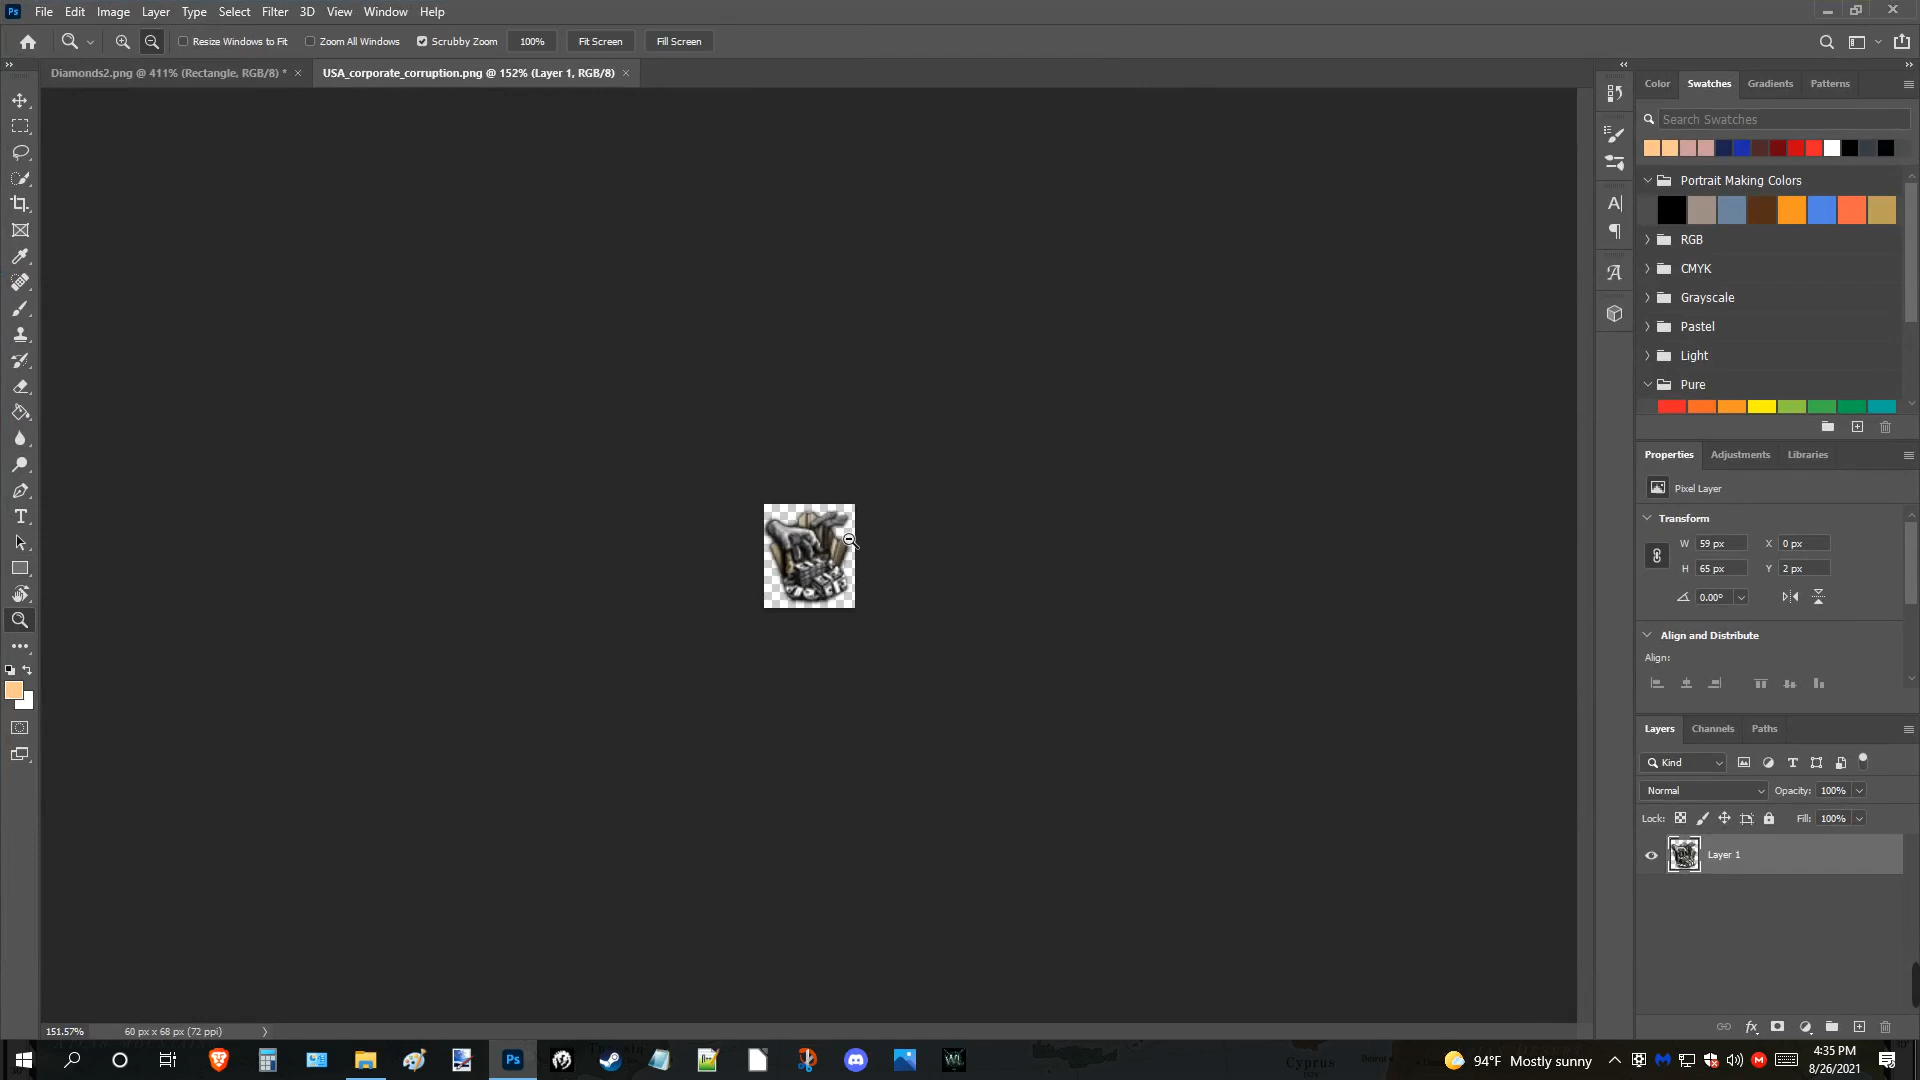 Ps File Edit Image Layer Type Select Filter 3D View Window Help
Resize Windows to Fit Zoom All Windows Scrubby Zoom 100% Fit Screen Fill Screen
Diamonds2.png @ 411% (Rectangle, RGB/8) * × USA_corporate_corruption.png @ 152% (Layer 1, RGB/8) ×
Color Swatches Gradients Patterns
Search Swatches
Portrait Making Colors
RGB
CMYK
Grayscale
Pastel
Light
Pure
Properties Adjustments Libraries
Pixel Layer
Transform
W 59 px X 0 px
H 65 px Y 2 px
0.00°
Align and Distribute
Align:
Layers Channels Paths
Kind
Normal Opacity: 100%
Lock: Fill: 100%
Layer 1
fx
151.57% 60 px x 68 px (72 ppi)
Ps
Cyprus
94°F Mostly sunny
4:35 PM
8/26/2021